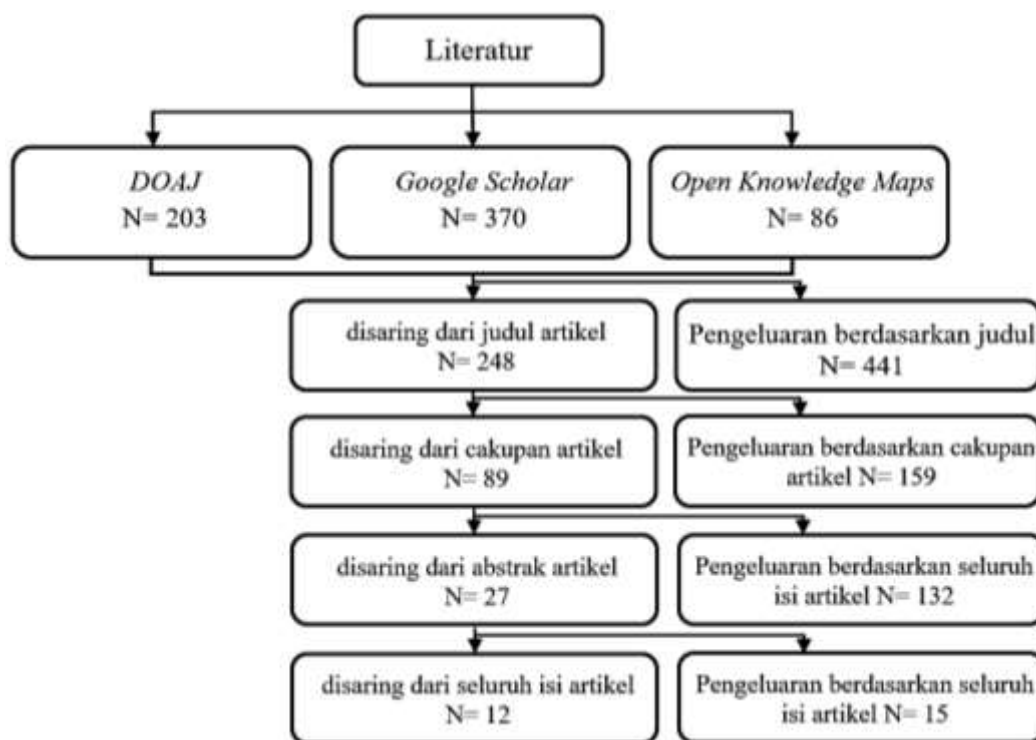 Literatur
DOAJ
N= 203
Google Scholar
N= 370
Open Knowledge Maps
N= 86
disaring dari judul artikel
N= 248
Pengeluaran berdasarkan judul
N= 441
disaring dari cakupan artikel
N= 89
Pengeluaran berdasarkan cakupan
artikel N= 159
disaring dari abstrak artikel
N= 27
Pengeluaran berdasarkan seluruh
isi artikel N= 132
disaring dari seluruh isi artikel
N= 12
Pengeluaran berdasarkan seluruh
isi artikel N= 15